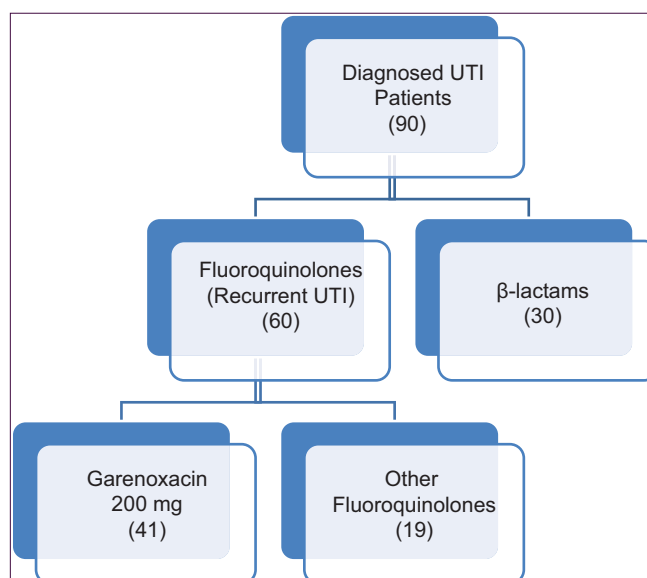 Diagnosed UTI
Patients
(90)
Fluoroquinolones
(Recurrent UTI)
(60)
β-lactams
(30)
Garenoxacin
200 mg
(41)
Other
Fluoroquinolones
(19)